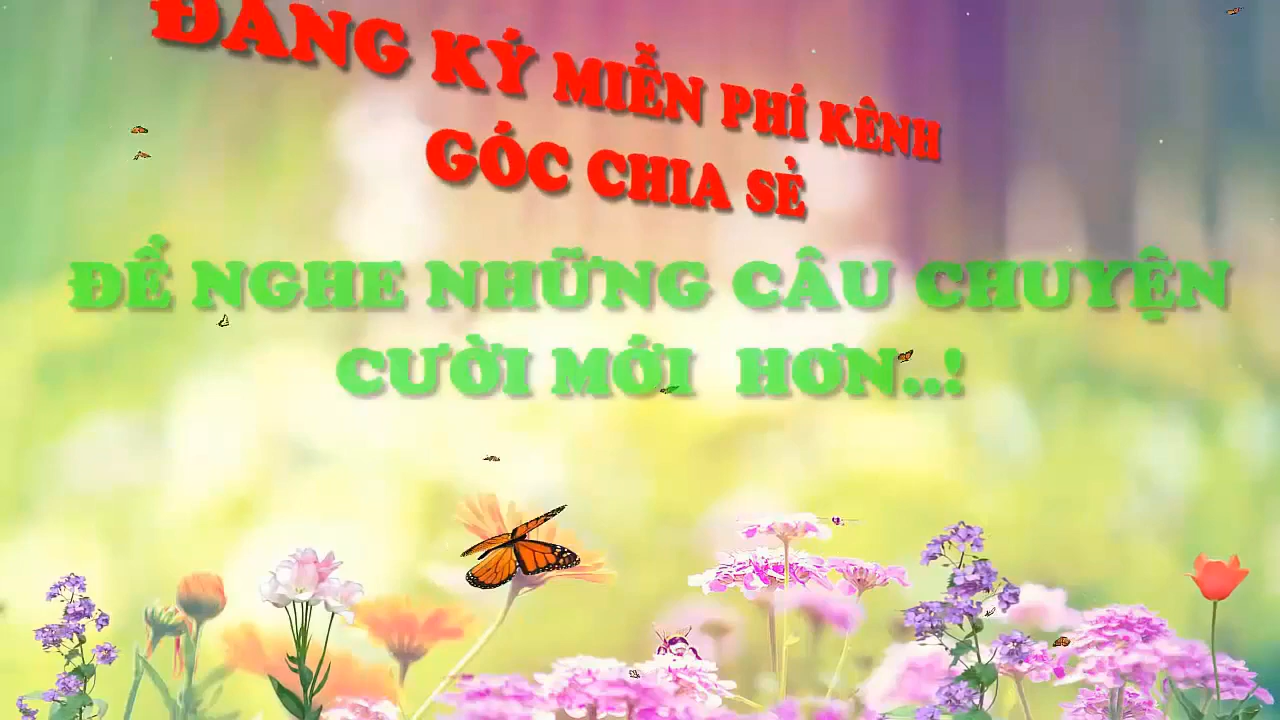 ĐĂNG KÝ MIỄN PHÍ KÊNH
GÓC CHIA SẺ
ĐỂ NGHE NHỮNG CÂU CHUYỆN
CƯỜI MỚI HƠN..!